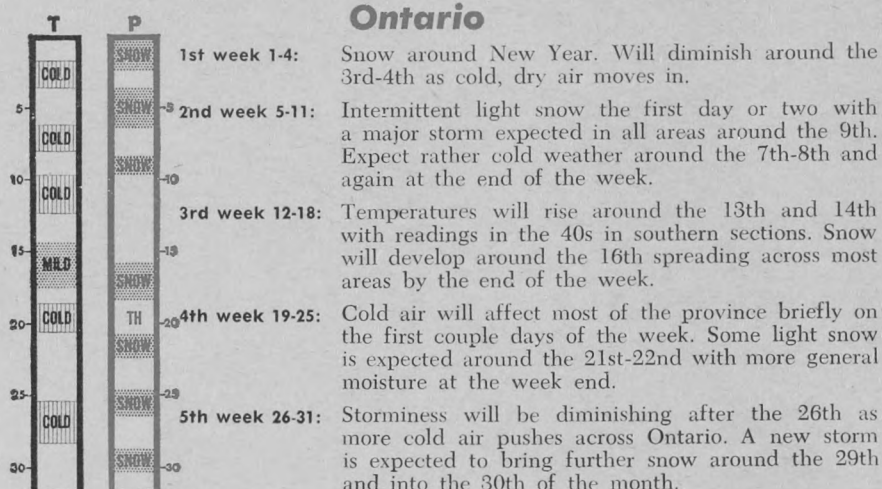 Ontario
T P
SNOW
COLD
5-
SNOW
-5
COLD
SNOW
10-
-10
COLD
15-
-15
MILD
SNOW
20-
COLD
TH
-20
SNOW
25-
-25
SNOW
COLD
30-
SNOW
-30
1st week 1-4: Snow around New Year. Will diminish around the
3rd-4th as cold, dry air moves in.
2nd week 5-11: Intermittent light snow the first day or two with
a major storm expected in all areas around the 9th.
Expect rather cold weather around the 7th-8th and
again at the end of the week.
3rd week 12-18: Temperatures will rise around the 13th and 14th
with readings in the 40s in southern sections. Snow
will develop around the 16th spreading across most
areas by the end of the week.
4th week 19-25: Cold air will affect most of the province briefly on
the first couple days of the week. Some light snow
is expected around the 21st-22nd with more general
moisture at the week end.
5th week 26-31: Storminess will be diminishing after the 26th as
more cold air pushes across Ontario. A new storm
is expected to bring further snow around the 29th
and into the 30th of the month.